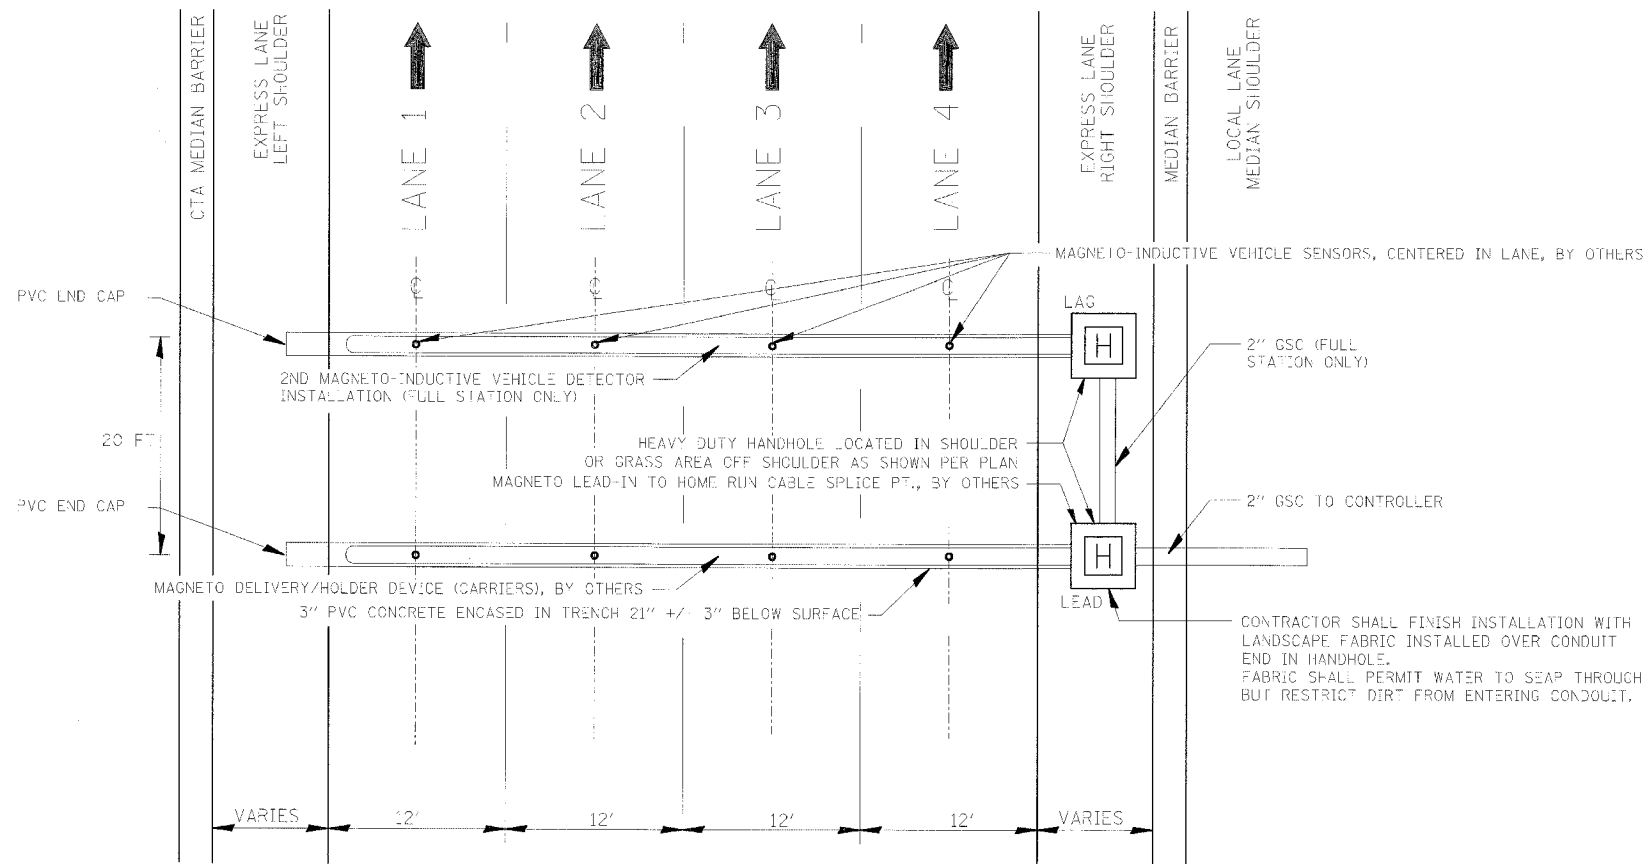 CTA MEDIAN BARRIER
EXPRESS LANE
LEFT SHOULDER
LANE 1
LANE 2
LANE 3
LANE 4
EXPRESS LANE
RIGHT SHOULDER
MEDIAN BARRIER
LOCAL LANE
MEDIAN SHOULDER
MAGNETO-INDUCTIVE VEHICLE SENSORS, CENTERED IN LANE, BY OTHERS
PVC END CAP
LAG
H
2" GSC (FULL
STATION ONLY)
2ND MAGNETO-INDUCTIVE VEHICLE DETECTOR
INSTALLATION (FULL STATION ONLY)
20 FT
HEAVY DUTY HANDHOLE LOCATED IN SHOULDER
OR GRASS AREA OFF SHOULDER AS SHOWN PER PLAN
MAGNETO LEAD-IN TO HOME RUN CABLE SPLICE PT., BY OTHERS
PVC END CAP
2" GSC TO CONTROLLER
H
MAGNETO DELIVERY/HOLDER DEVICE (CARRIERS), BY OTHERS
LEAD
3" PVC CONCRETE ENCASED IN TRENCH 21" +/- 3" BELOW SURFACE
CONTRACTOR SHALL FINISH INSTALLATION WITH
LANDSCAPE FABRIC INSTALLED OVER CONDUIT
END IN HANDHOLE.
FABRIC SHALL PERMIT WATER TO SEAP THROUGH
BUT RESTRICT DIRT FROM ENTERING CONDOUIT.
VARIES
12'
12'
12'
12'
VARIES